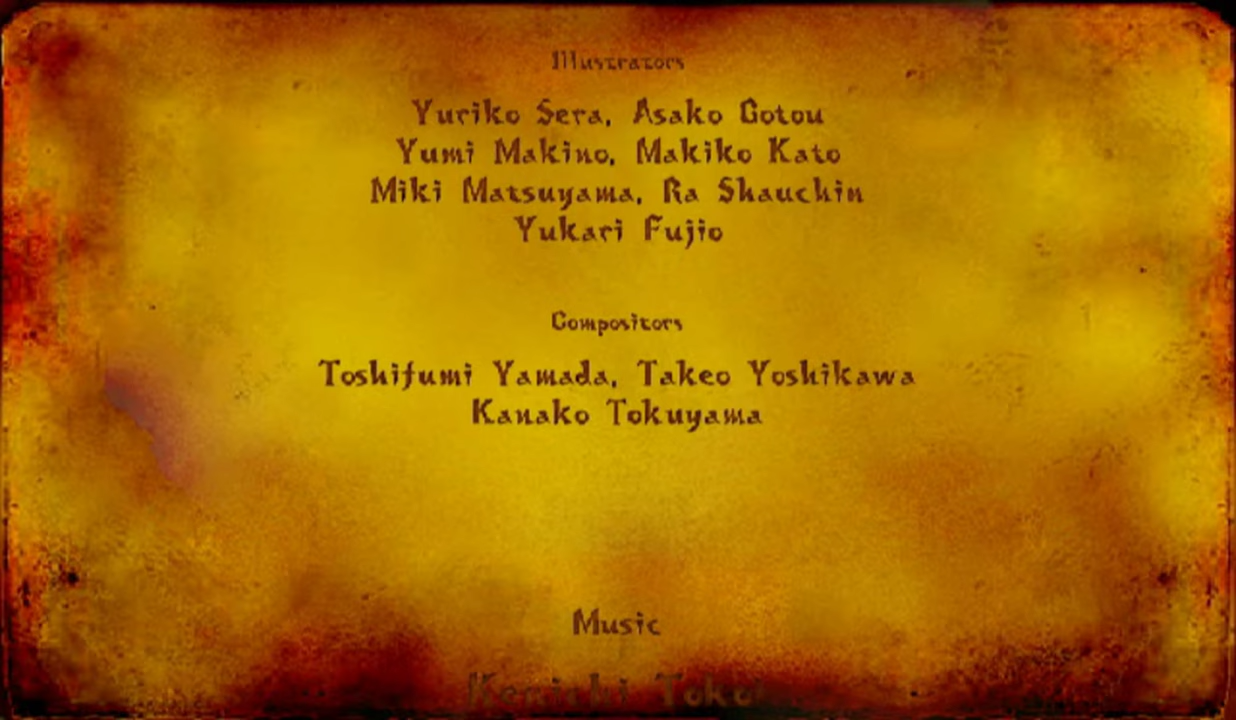 Illustrators
Yuriko Sera, Asako Gotou
Yumi Makino, Makiko Kato
Miki Matsuyama, Ra Shauchin
Yukari Fujio
Compositors
Toshifumi Yamada, Takeo Yoshikawa
Kanako Tokuyama
Music
Kenichi